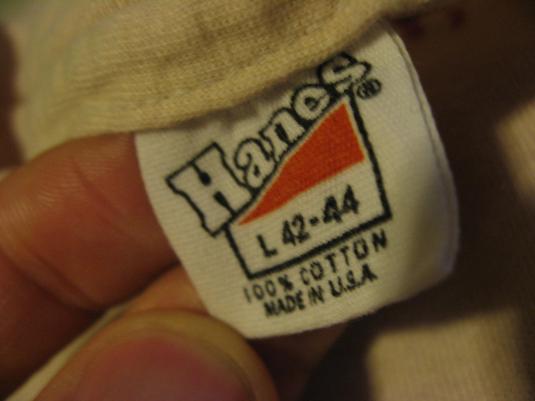 Hanes®
L 42-44
100% COTTON
MADE IN U.S.A.